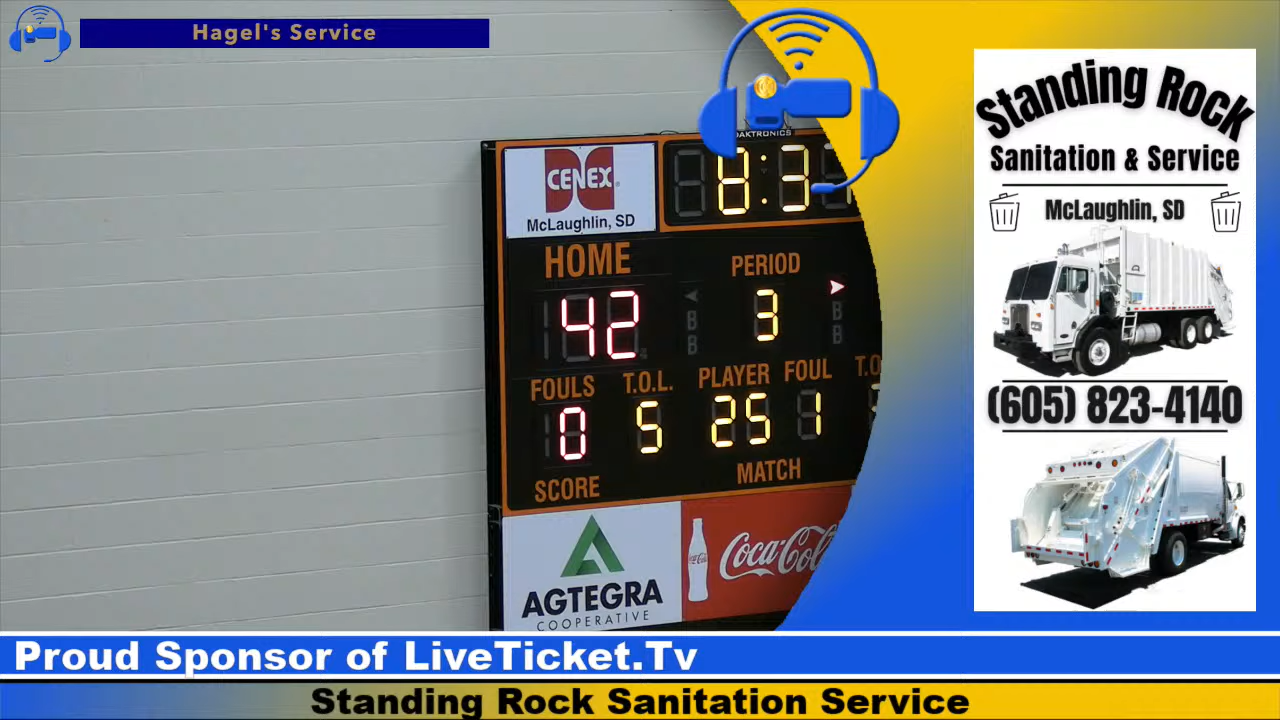 Hagel's Service
CENEX
McLaughlin, SD
HOME
PERIOD
42
3
B
B
B
B
FOULS
T.O.L.
PLAYER
FOUL
T.O
0
5
25
1
SCORE
MATCH
AGTEGRA
COOPERATIVE
Coca-Col
Standing Rock
Sanitation & Service
McLaughlin, SD
(605) 823-4140
Proud Sponsor of LiveTicket.Tv
Standing Rock Sanitation Service